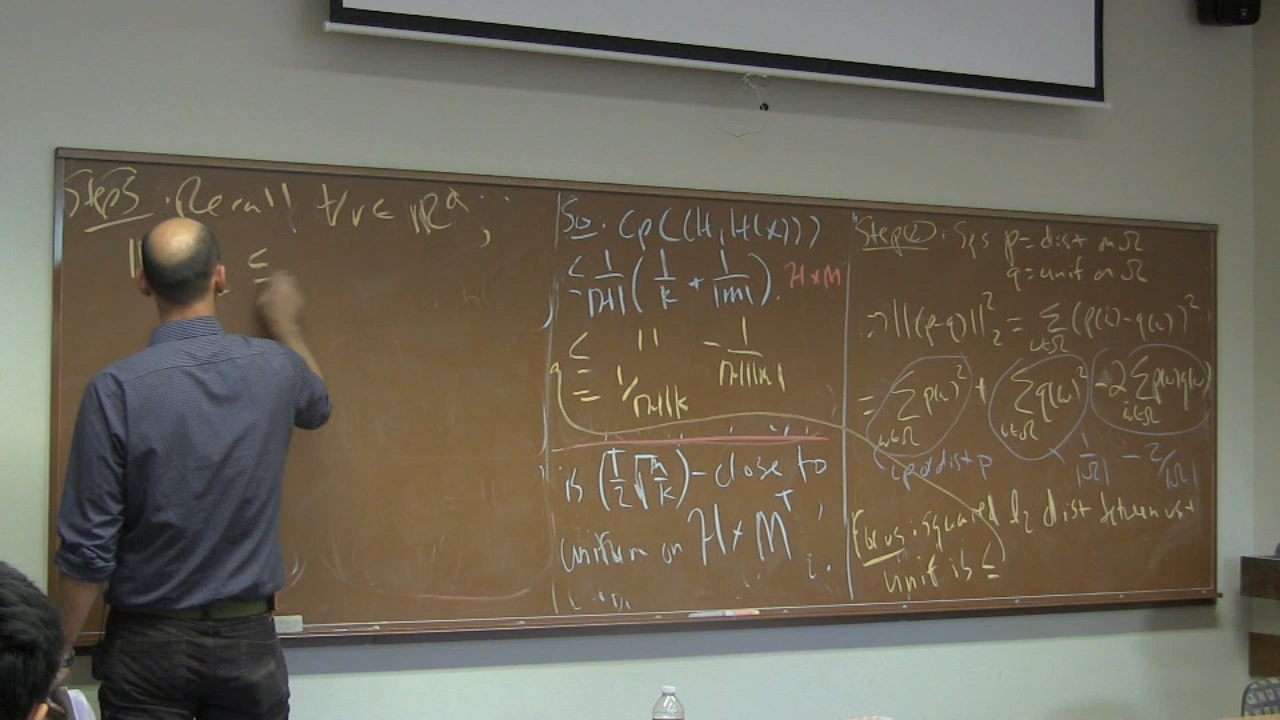 Step 3: Recall ∀v ∈ ℝᵈ,
||
≤
So: CP((H, H(x)))
≤ 1/|H| (1/K + 1/|M|). H×M
≤ " − 1/|H||M|
= 1/|H|K
is (T/2 √(m/K))-close to
uniform on H × M^T
Step 2: Sps p = dist on Ω
q = unif on Ω
⇒ ||(p-q)||₂² = Σ_{i∈Ω} (p(i)-q(i))²
= Σ_{i∈Ω} p(i)² + Σ_{i∈Ω} q(i)² - 2 Σ_{i∈Ω} p(i)q(i)
cp of dist p 1/|Ω| - 2/|Ω|
Focus: squared ℓ₂ dist between us +
unif is ≤